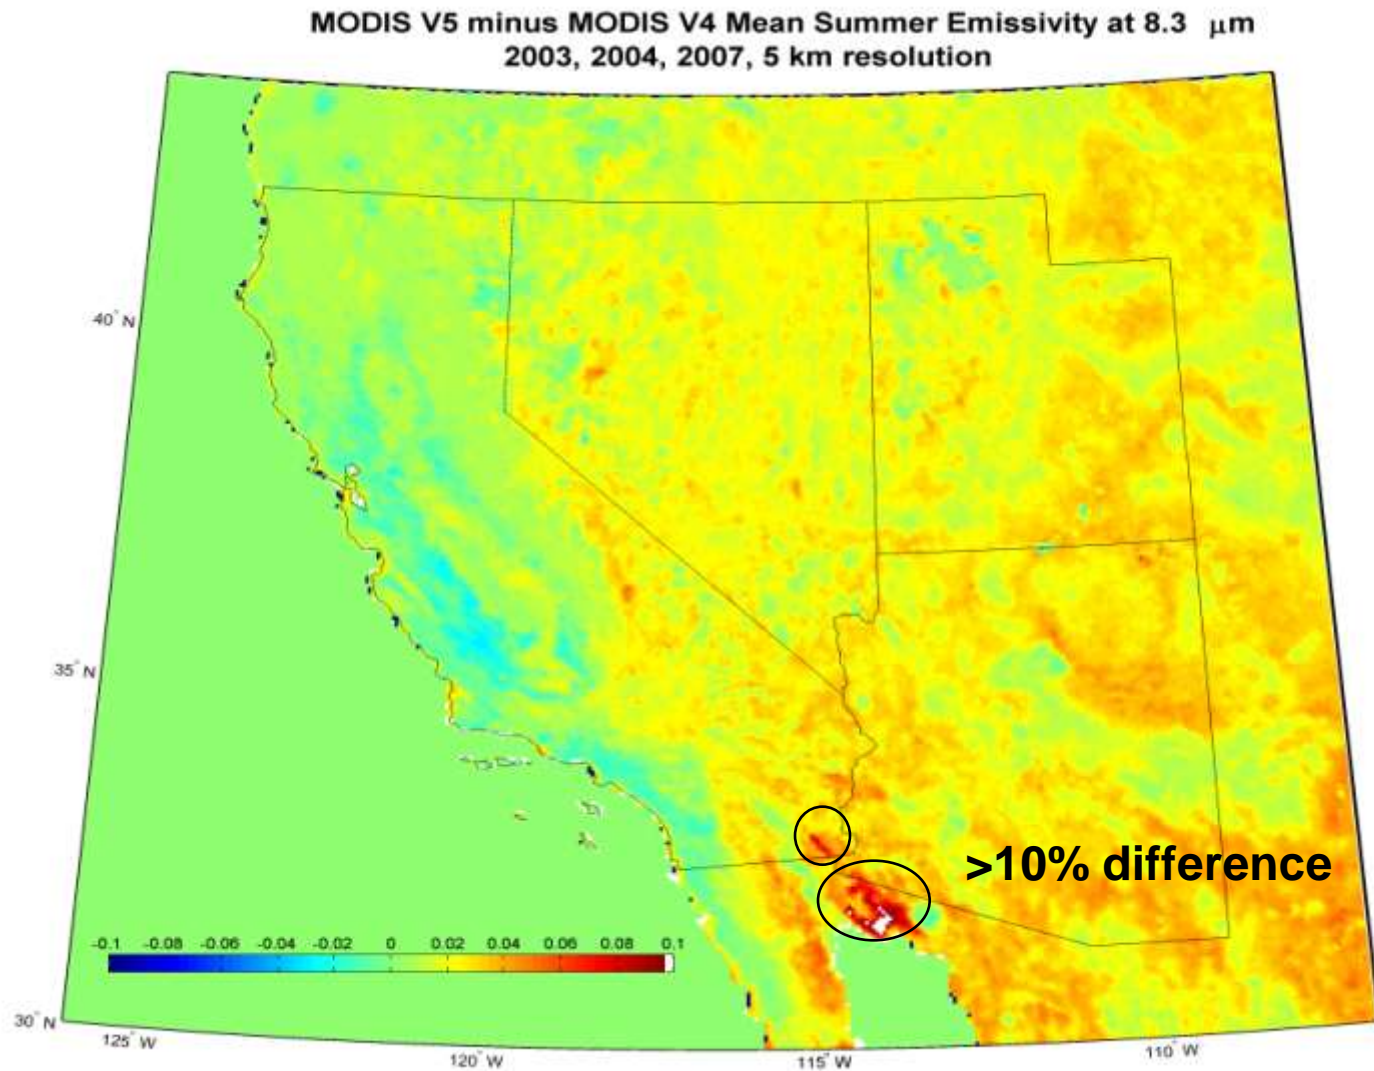 MODIS V5 minus MODIS V4 Mean Summer Emissivity at 8.3 μm
2003, 2004, 2007, 5 km resolution
40° N
35° N
>10% difference
-0.1 -0.08 -0.06 -0.04 -0.02 0 0.02 0.04 0.06 0.08 0.1
30° N
125° W
120° W
115° W
110° W